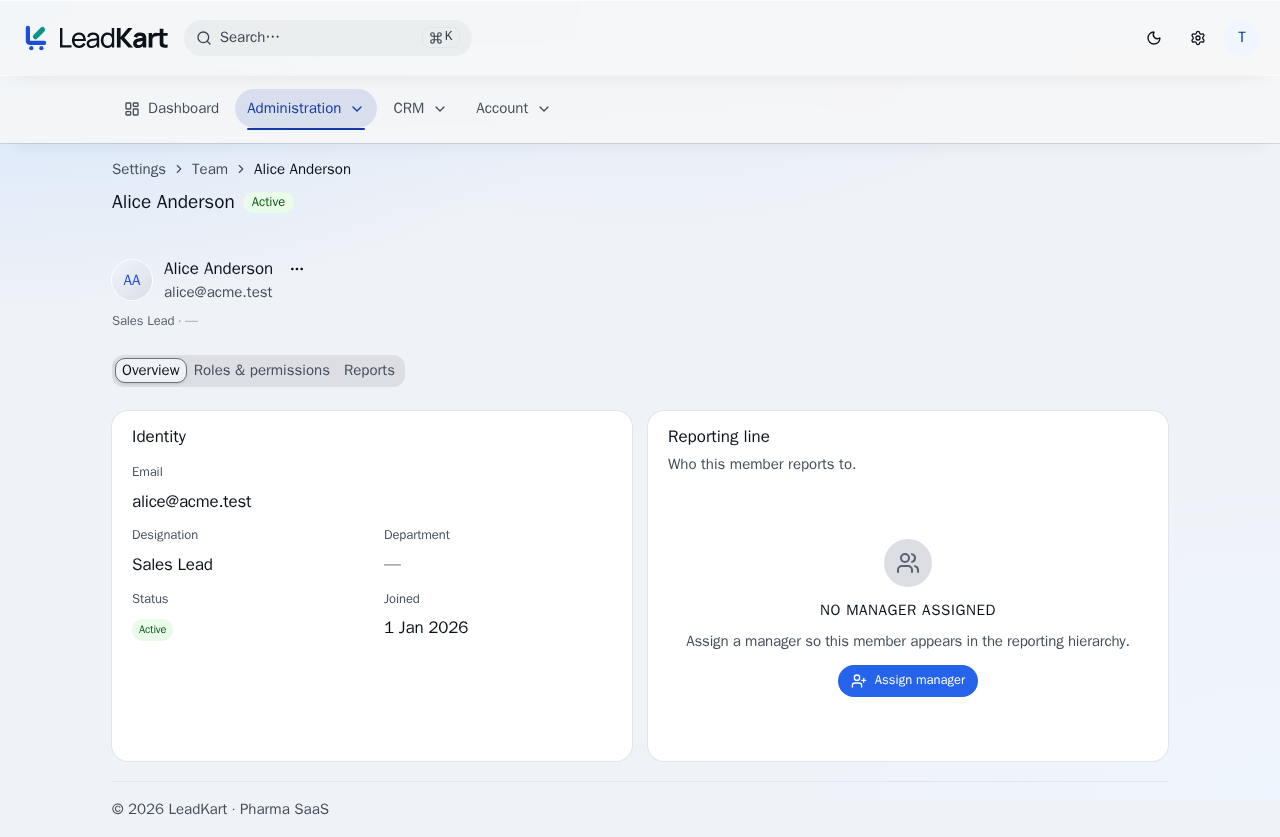 LeadKart
Search⋯
⌘K
T
Dashboard
Administration
CRM
Account
Settings
Team
Alice Anderson
Alice Anderson
Active
AA
Alice Anderson
alice@acme.test
Sales Lead · —
Overview
Roles & permissions
Reports
Identity
Email
alice@acme.test
Designation
Department
Sales Lead
—
Status
Joined
Active
1 Jan 2026
Reporting line
Who this member reports to.
NO MANAGER ASSIGNED
Assign a manager so this member appears in the reporting hierarchy.
Assign manager
© 2026 LeadKart · Pharma SaaS